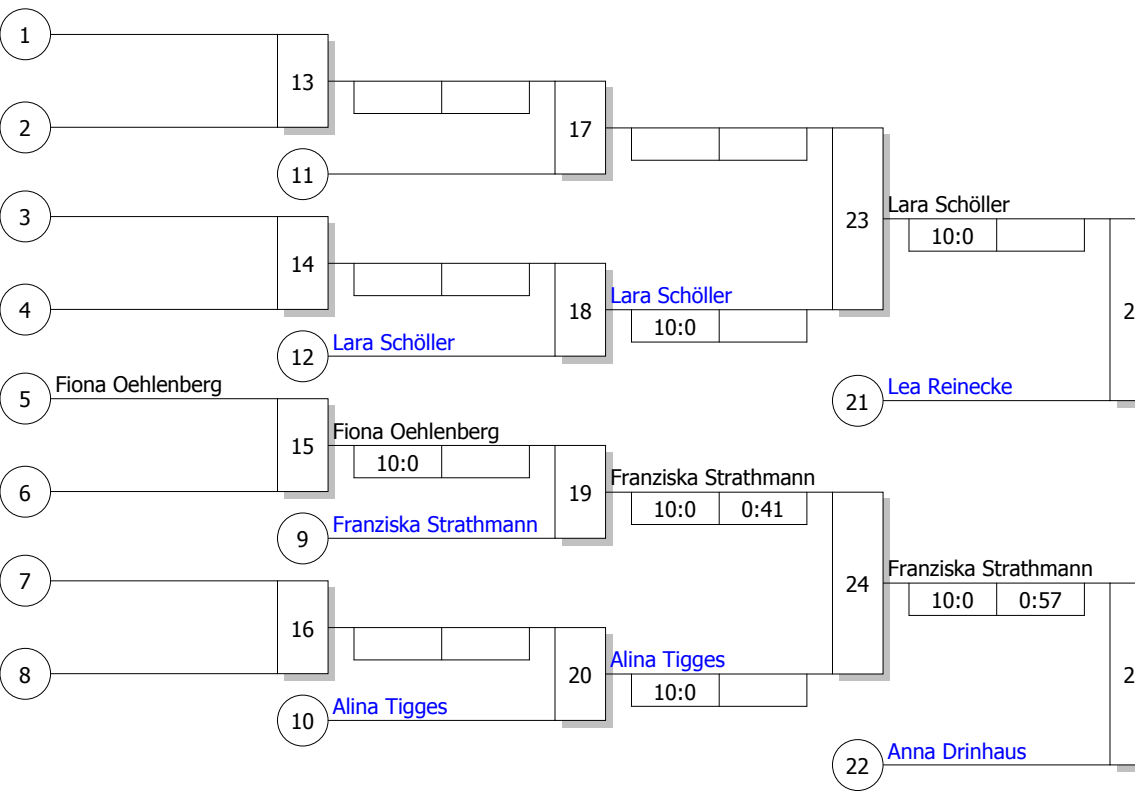 1
13
2
17
11
3
Lara Schöller
23
10:0
14
4
Lara Schöller
18
10:0
2
Lara Schöller
12
Lea Reinecke
21
Fiona Oehlenberg
5
Fiona Oehlenberg
15
10:0
Franziska Strathmann
6
19
10:0 0:41
Franziska Strathmann
9
Franziska Strathmann
7
24
10:0 0:57
16
Alina Tigges
8
20
10:0
2
Alina Tigges
10
Anna Drinhaus
22